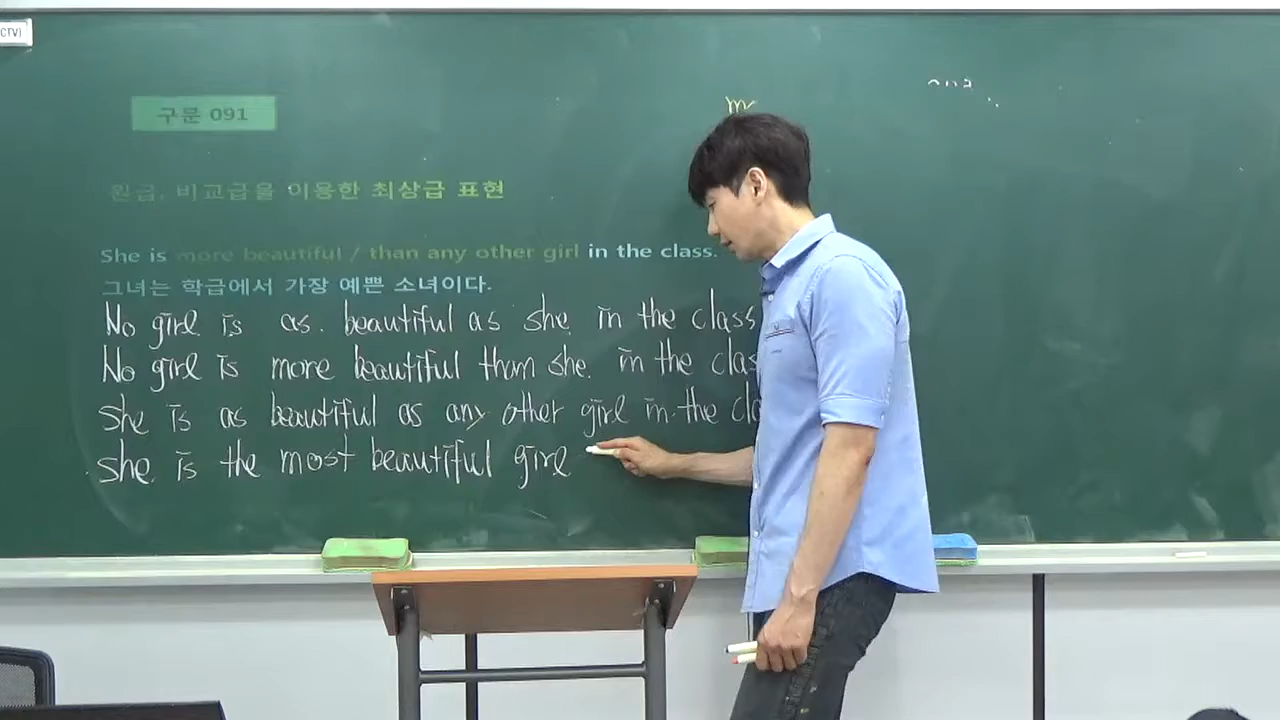 CTV)
구문 091
원급, 비교급을 이용한 최상급 표현
She is more beautiful / than any other girl in the class.
그녀는 학급에서 가장 예쁜 소녀이다.
No girl is as beautiful as she in the class
No girl is more beautiful than she in the clas
she is as beautiful as any other girl in the cla
she is the most beautiful girl